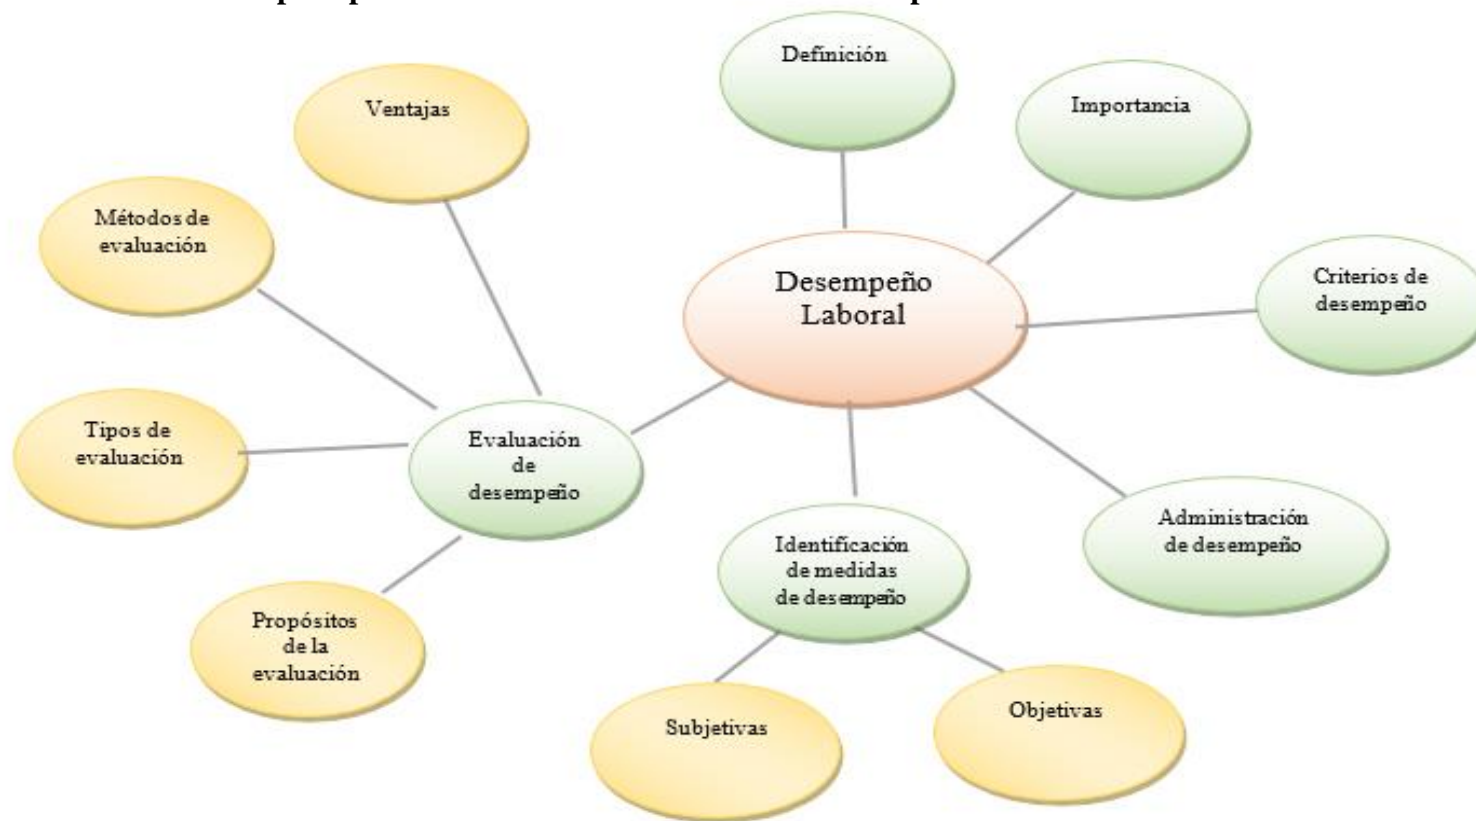 Definición
Ventajas
Importancia
Métodos de
evaluación
Desempeño
Laboral
Criterios de
desempeño
Tipos de
evaluación
Evaluación
de
desempeño
Administración
de desempeño
Identificación
de medidas
de desempeño
Propósitos
de la
evaluación
Subjetivas
Objetivas